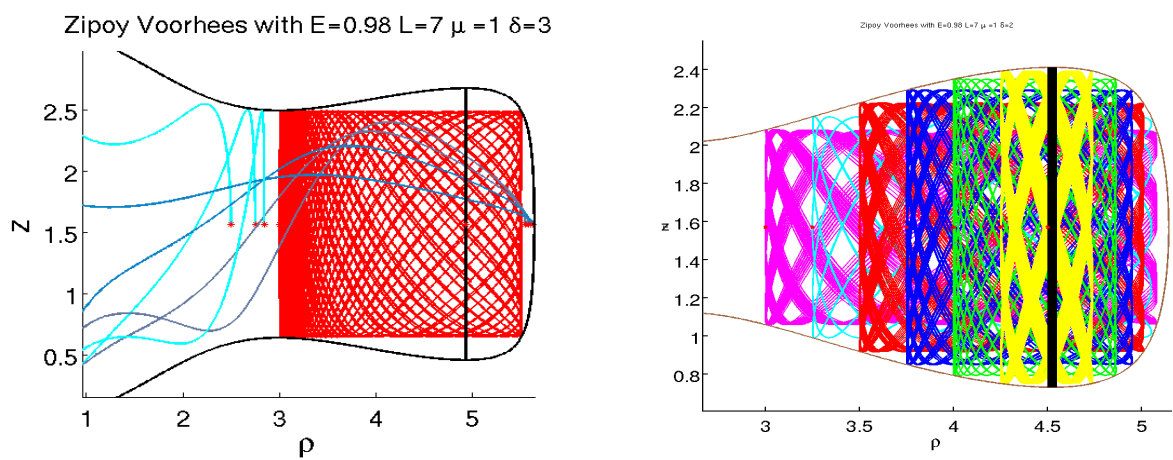 Zipoy Voorhees with E=0.98 L=7 μ =1 δ=3
2.5
2
Z
1.5
1
0.5
1 2 3 4 5
ρ
Zipoy Voorhees with E=0.98 L=7 μ =1 δ=2
2.4
2.2
2
1.8
z
1.6
1.4
1.2
1
0.8
3 3.5 4 4.5 5
ρ